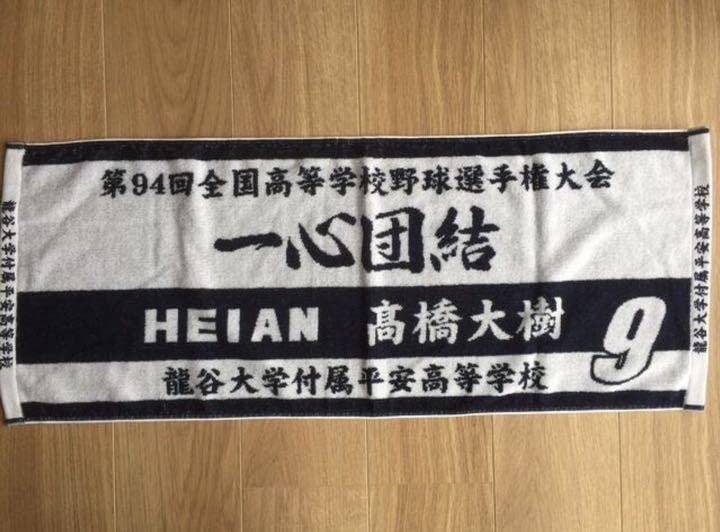 第94回全国高等学校野球選手権大会
一心団結
HEIAN 髙橋大樹 9
龍谷大学付属平安高等学校
龍谷大学付属平安高等学校
龍谷大学付属平安高等学校